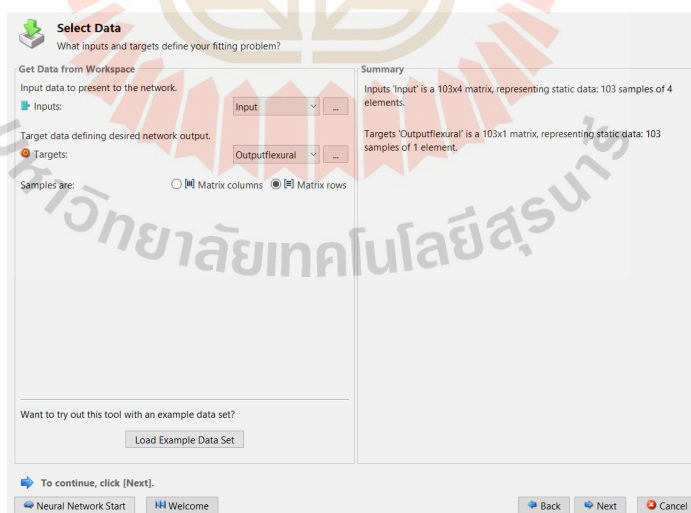 Select Data
What inputs and targets define your fitting problem?
Get Data from Workspace
Input data to present to the network.
Inputs:
Input
...
Target data defining desired network output.
Targets:
Outputflexural
...
Samples are:
Matrix columns
Matrix rows
Summary
Inputs 'Input' is a 103x4 matrix, representing static data: 103 samples of 4
elements.
Targets 'Outputflexural' is a 103x1 matrix, representing static data: 103
samples of 1 element.
Want to try out this tool with an example data set?
Load Example Data Set
To continue, click [Next].
Neural Network Start
Welcome
Back
Next
Cancel